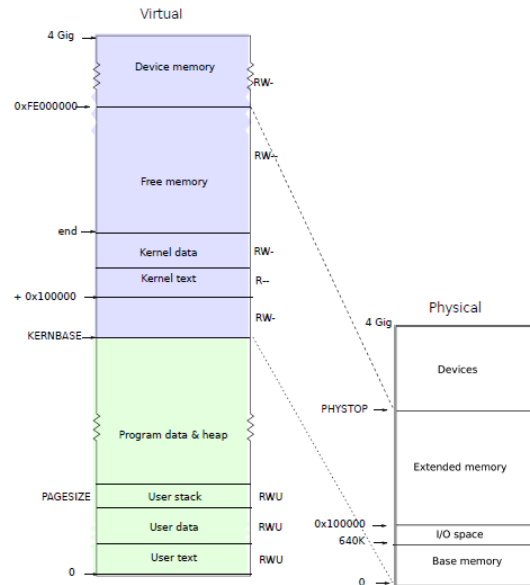 Virtual
4 Gig
Device memory
RW-
0xFE000000
RW--
Free memory
end
Kernel data
RW-
Kernel text
R--
+ 0x100000
RW-
KERNBASE
Program data & heap
PAGESIZE
User stack
RWU
User data
RWU
User text
RWU
0
Physical
4 Gig
Devices
PHYSTOP
Extended memory
0x100000
I/O space
640K
Base memory
0